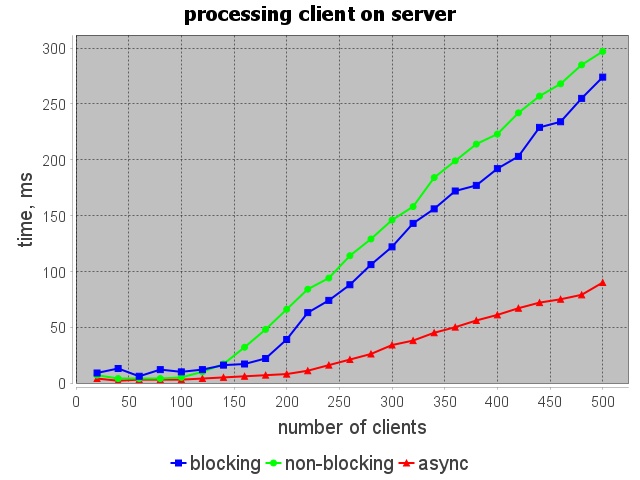 processing client on server
300
250
200
150
100
50
0
time, ms
0 50 100 150 200 250 300 350 400 450 500
number of clients
blocking non-blocking async